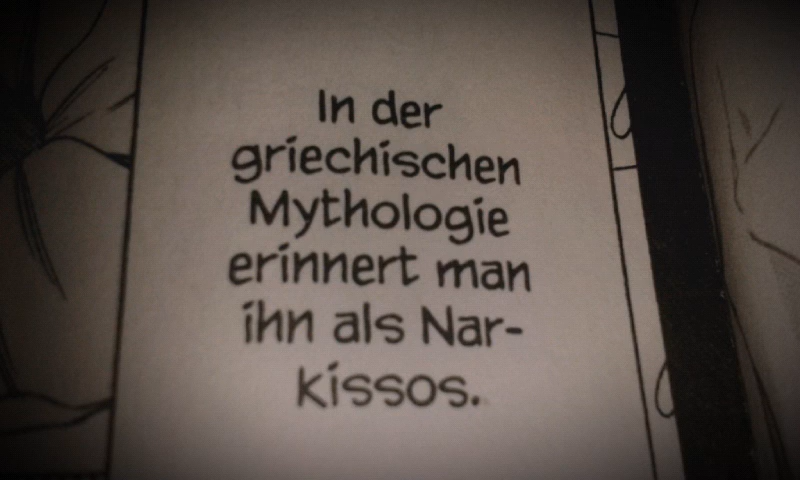 In der
griechischen
Mythologie
erinnert man
ihn als Nar-
kissos.